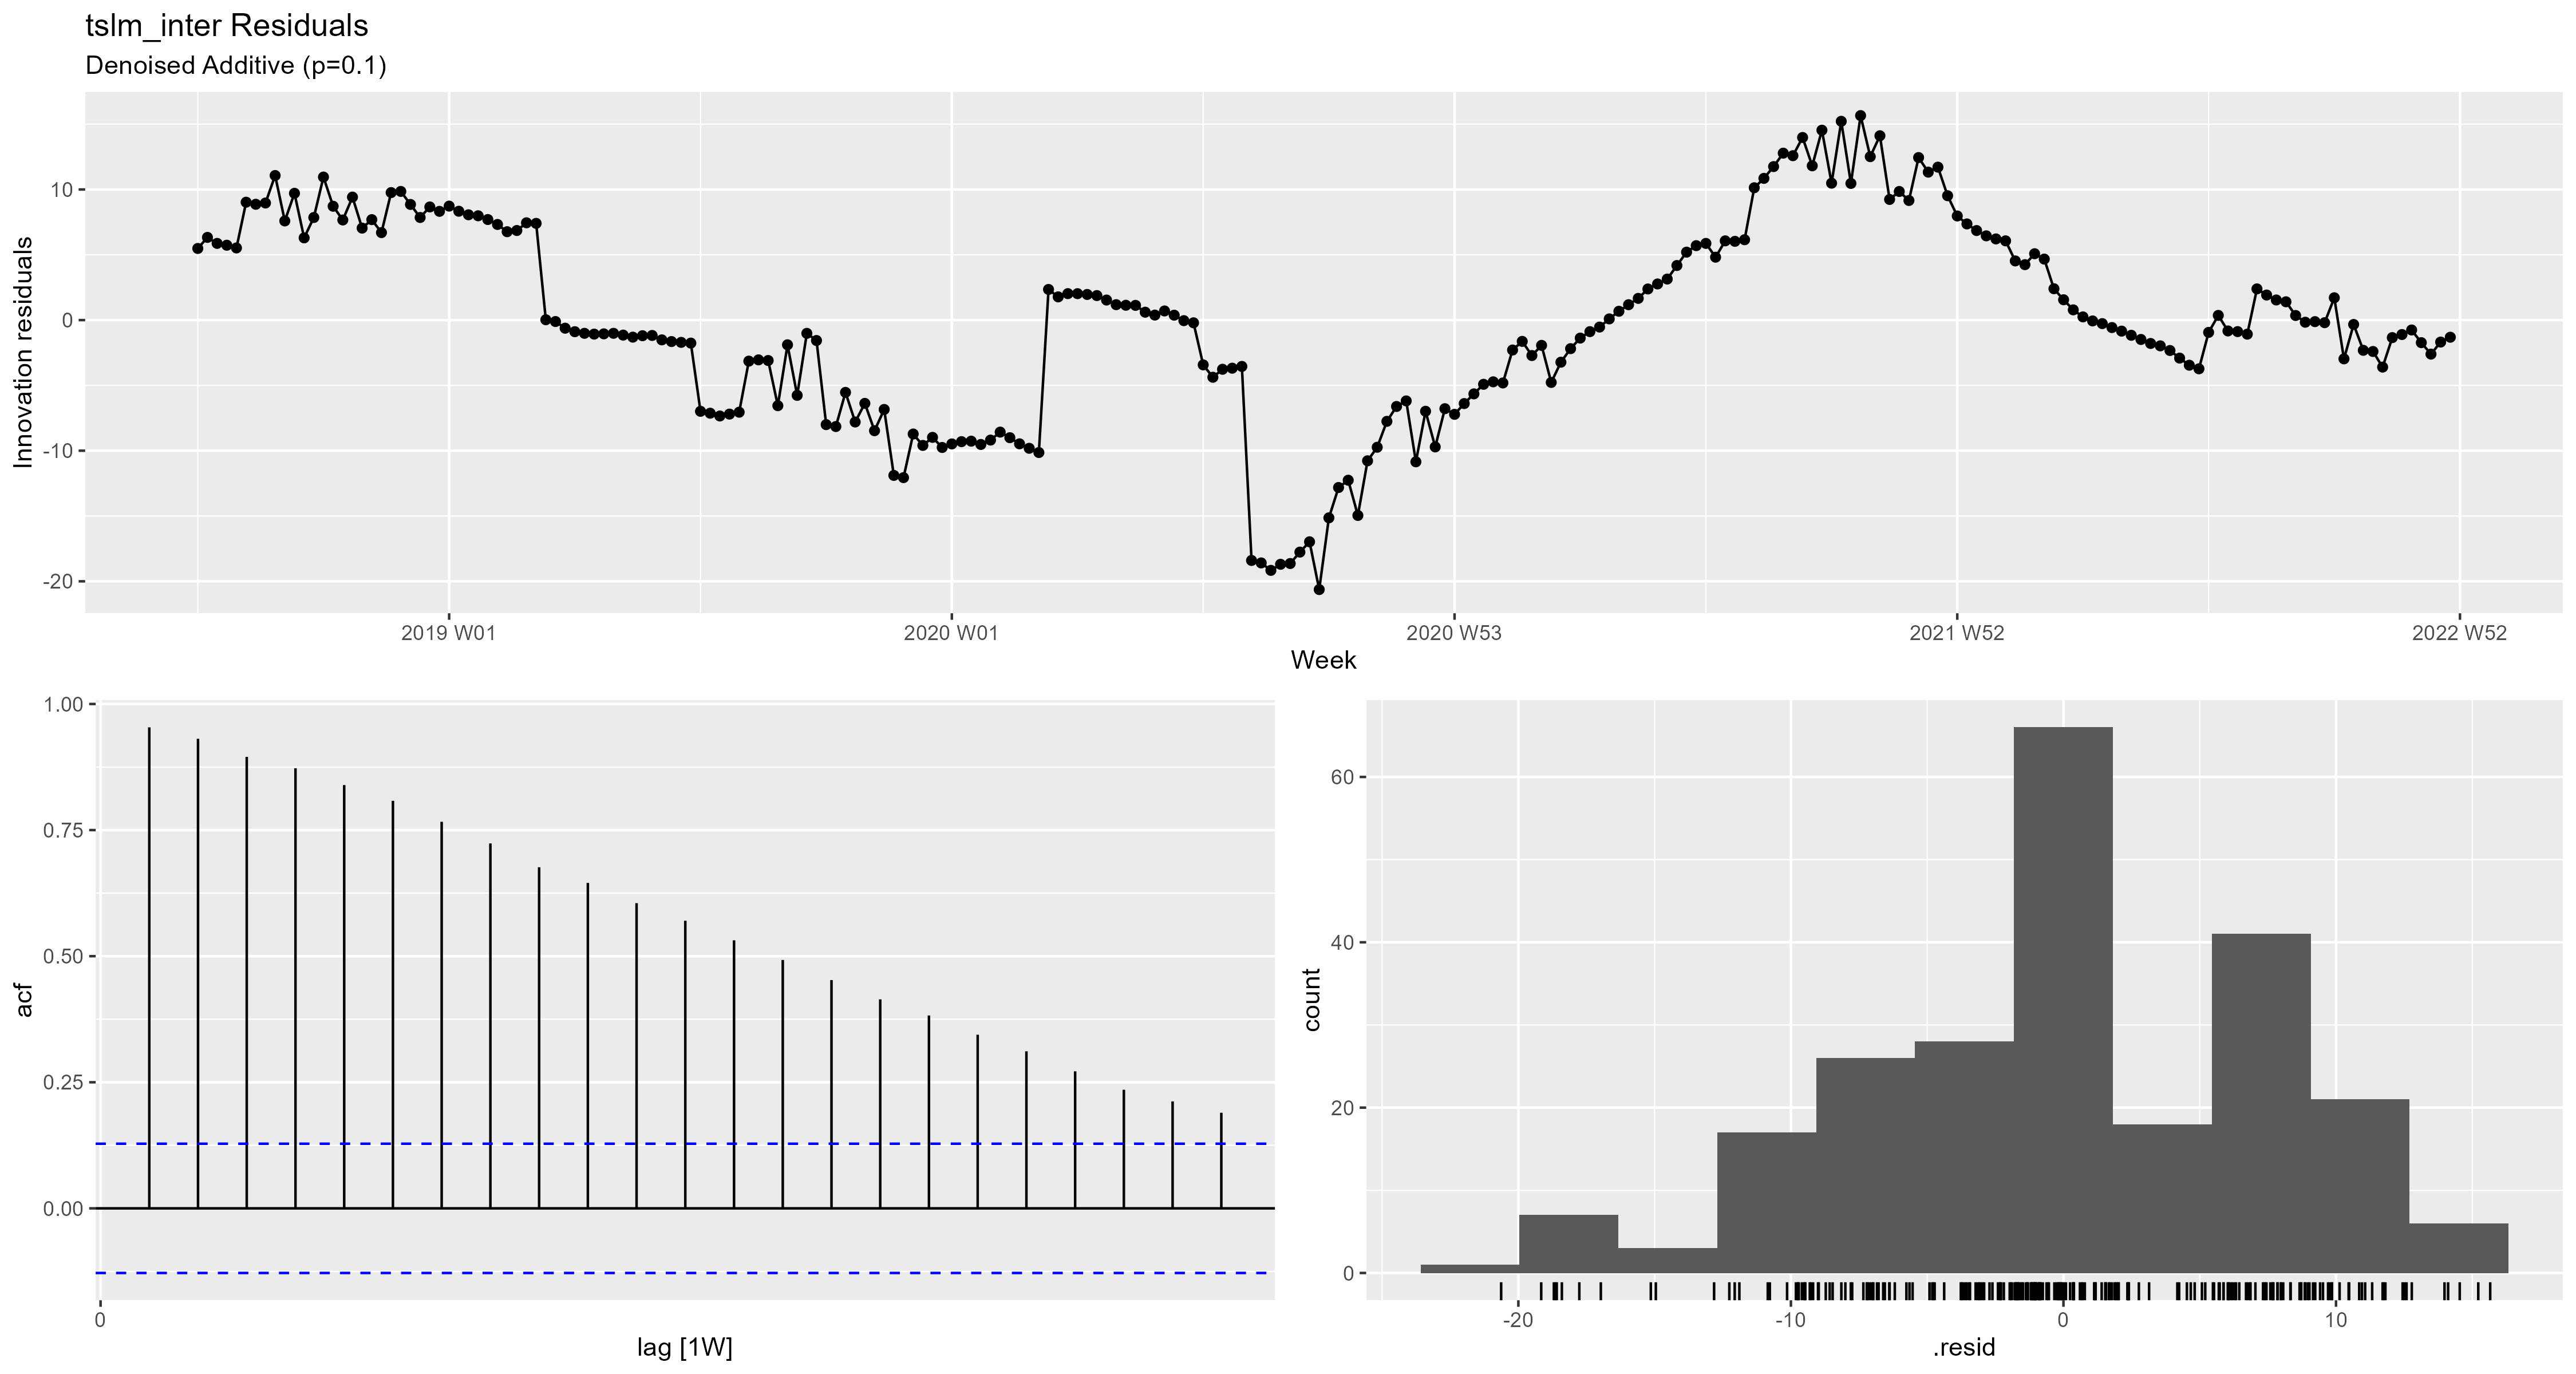 tslm_inter Residuals
Denoised Additive (p=0.1)
Innovation residuals
10
0
-10
-20
2019 W01
2020 W01
2020 W53
2021 W52
2022 W52
Week
acf
1.00
0.75
0.50
0.25
0.00
0
lag [1W]
count
60
40
20
0
-20
-10
0
10
.resid